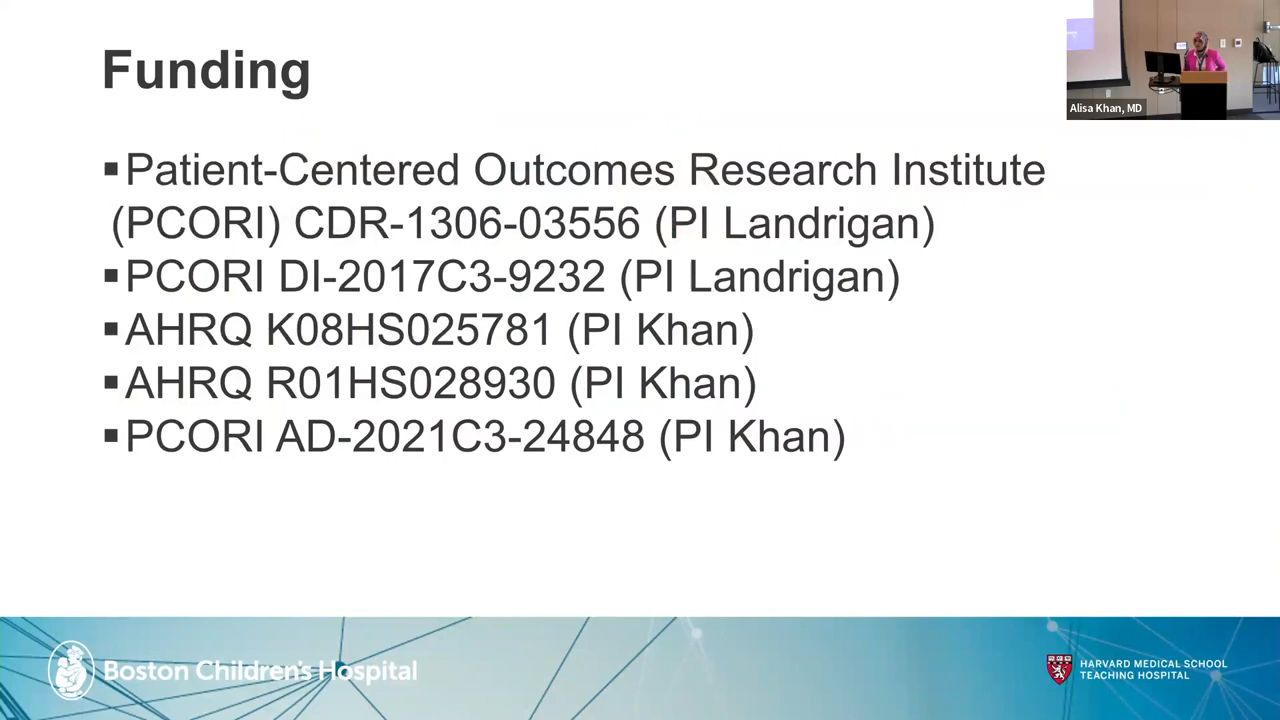 Funding
Alisa Khan, MD
▪Patient-Centered Outcomes Research Institute
(PCORI) CDR-1306-03556 (PI Landrigan)
▪PCORI DI-2017C3-9232 (PI Landrigan)
▪AHRQ K08HS025781 (PI Khan)
▪AHRQ R01HS028930 (PI Khan)
▪PCORI AD-2021C3-24848 (PI Khan)
Boston Children's Hospital
HARVARD MEDICAL SCHOOL
TEACHING HOSPITAL